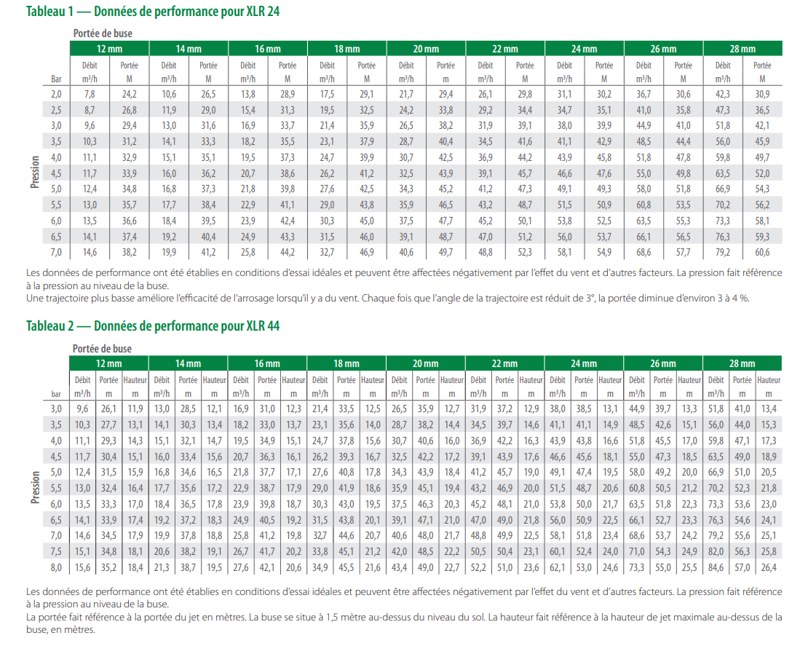 Tableau 1 — Données de performance pour XLR 24
Portée de buse
12 mm 14 mm 16 mm 18 mm 20 mm 22 mm 24 mm 26 mm 28 mm
Débit Portée Débit Portée Débit Portée Débit Portée Débit Portée Débit Portée Débit Portée Débit Portée Débit Portée
Bar m³/h M m³/h M m³/h M m³/h M m³/h m m³/h M m³/h M m³/h M m³/h M
Pression
2,0 7,8 24,2 10,6 26,5 13,8 28,9 17,5 29,1 21,7 29,4 26,1 29,8 31,1 30,2 36,7 30,6 42,3 30,9
2,5 8,7 26,8 11,9 29,0 15,4 31,3 19,5 32,5 24,2 33,8 29,2 34,4 34,7 35,1 41,0 35,8 47,3 36,5
3,0 9,6 29,4 13,0 31,6 16,9 33,7 21,4 35,9 26,5 38,2 31,9 39,1 38,0 39,9 44,9 41,0 51,8 42,1
3,5 10,3 31,2 14,1 33,3 18,2 35,5 23,1 37,9 28,7 40,4 34,5 41,6 41,1 42,9 48,5 44,4 56,0 45,9
4,0 11,1 32,9 15,1 35,1 19,5 37,3 24,7 39,9 30,7 42,5 36,9 44,2 43,9 45,8 51,8 47,8 59,8 49,7
4,5 11,7 33,9 16,0 36,2 20,7 38,6 26,2 41,2 32,5 43,9 39,1 45,7 46,6 47,6 55,0 49,8 63,5 52,0
5,0 12,4 34,8 16,8 37,3 21,8 39,8 27,6 42,5 34,3 45,2 41,2 47,3 49,1 49,3 58,0 51,8 66,9 54,3
5,5 13,0 35,7 17,7 38,4 22,9 41,1 29,0 43,8 35,9 46,5 43,2 48,7 51,5 50,9 60,8 53,5 70,2 56,2
6,0 13,5 36,6 18,4 39,5 23,9 42,4 30,3 45,0 37,5 47,7 45,2 50,1 53,8 52,5 63,5 55,3 73,3 58,1
6,5 14,1 37,4 19,2 40,4 24,9 43,3 31,5 46,0 39,1 48,7 47,0 51,2 56,0 53,7 66,1 56,5 76,3 59,3
7,0 14,6 38,2 19,9 41,2 25,8 44,2 32,7 46,9 40,6 49,7 48,8 52,3 58,1 54,9 68,6 57,7 79,2 60,6
Les données de performance ont été établies en conditions d'essai idéales et peuvent être affectées négativement par l'effet du vent et d'autres facteurs. La pression fait référence
à la pression au niveau de la buse.
Une trajectoire plus basse améliore l'efficacité de l'arrosage lorsqu'il y a du vent. Chaque fois que l'angle de la trajectoire est réduit de 3°, la portée diminue d'environ 3 à 4 %.
Tableau 2 — Données de performance pour XLR 44
Portée de buse
12 mm 14 mm 16 mm 18 mm 20 mm 22 mm 24 mm 26 mm 28 mm
Débit Portée Hauteur Débit Portée Hauteur Débit Portée Hauteur Débit Portée Hauteur Débit Portée Hauteur Débit Portée Hauteur Débit Portée Hauteur Débit Portée Hauteur Débit Portée Hauteur
bar m³/h m m m³/h m m m³/h m m m³/h m m m³/h m m m³/h m m m³/h m m m³/h m m m³/h m m
Pression
3,0 9,6 26,1 11,9 13,0 28,5 12,1 16,9 31,0 12,3 21,4 33,5 12,5 26,5 35,9 12,7 31,9 37,2 12,9 38,0 38,5 13,1 44,9 39,7 13,3 51,8 41,0 13,4
3,5 10,3 27,7 13,1 14,1 30,3 13,4 18,2 33,0 13,7 23,1 35,6 14,0 28,7 38,2 14,4 34,5 39,7 14,6 41,1 41,1 14,9 48,5 42,6 15,1 56,0 44,0 15,3
4,0 11,1 29,3 14,3 15,1 32,1 14,7 19,5 34,9 15,1 24,7 37,8 15,6 30,7 40,6 16,0 36,9 42,2 16,3 43,9 43,8 16,6 51,8 45,5 17,0 59,8 47,1 17,3
4,5 11,7 30,4 15,1 16,0 33,4 15,6 20,7 36,3 16,1 26,2 39,3 16,7 32,5 42,2 17,2 39,1 43,9 17,6 46,6 45,6 18,1 55,0 47,3 18,5 63,5 49,0 18,9
5,0 12,4 31,5 15,9 16,8 34,6 16,5 21,8 37,7 17,1 27,6 40,8 17,8 34,3 43,9 18,4 41,2 45,7 19,0 49,1 47,4 19,5 58,0 49,2 20,0 66,9 51,0 20,5
5,5 13,0 32,4 16,4 17,7 35,6 17,2 22,9 38,7 17,9 29,0 41,9 18,6 35,9 45,1 19,4 43,2 46,9 20,0 51,5 48,7 20,6 60,8 50,5 21,2 70,2 52,3 21,8
6,0 13,5 33,3 17,0 18,4 36,5 17,8 23,9 39,8 18,7 30,3 43,0 19,5 37,5 46,3 20,3 45,2 48,1 21,0 53,8 50,0 21,7 63,5 51,8 22,3 73,3 53,6 23,0
6,5 14,1 33,9 17,4 19,2 37,2 18,3 24,9 40,5 19,2 31,5 43,8 20,1 39,1 47,1 21,0 47,0 49,0 21,8 56,0 50,9 22,5 66,1 52,7 23,3 76,3 54,6 24,1
7,0 14,6 34,5 17,9 19,9 37,8 18,8 25,8 41,2 19,8 32,7 44,6 20,7 40,6 48,0 21,7 48,8 49,9 22,5 58,1 51,8 23,4 68,6 53,7 24,2 79,2 55,6 25,1
7,5 15,1 34,8 18,1 20,6 38,2 19,1 26,7 41,7 20,2 33,8 45,1 21,2 42,0 48,5 22,2 50,5 50,4 23,1 60,1 52,4 24,0 71,0 54,3 24,9 82,0 56,3 25,8
8,0 15,6 35,2 18,4 21,3 38,7 19,5 27,6 42,1 20,6 34,9 45,5 21,6 43,4 49,0 22,7 52,2 51,0 23,6 62,1 53,0 24,6 73,3 55,0 25,5 84,6 57,0 26,4
Les données de performance ont été établies en conditions d'essai idéales et peuvent être affectées négativement par l'effet du vent et d'autres facteurs. La pression fait référence
à la pression au niveau de la buse.
La portée fait référence à la portée du jet en mètres. La buse se situe à 1,5 mètre au-dessus du niveau du sol. La hauteur fait référence à la hauteur de jet maximale au-dessus de la
buse, en mètres.